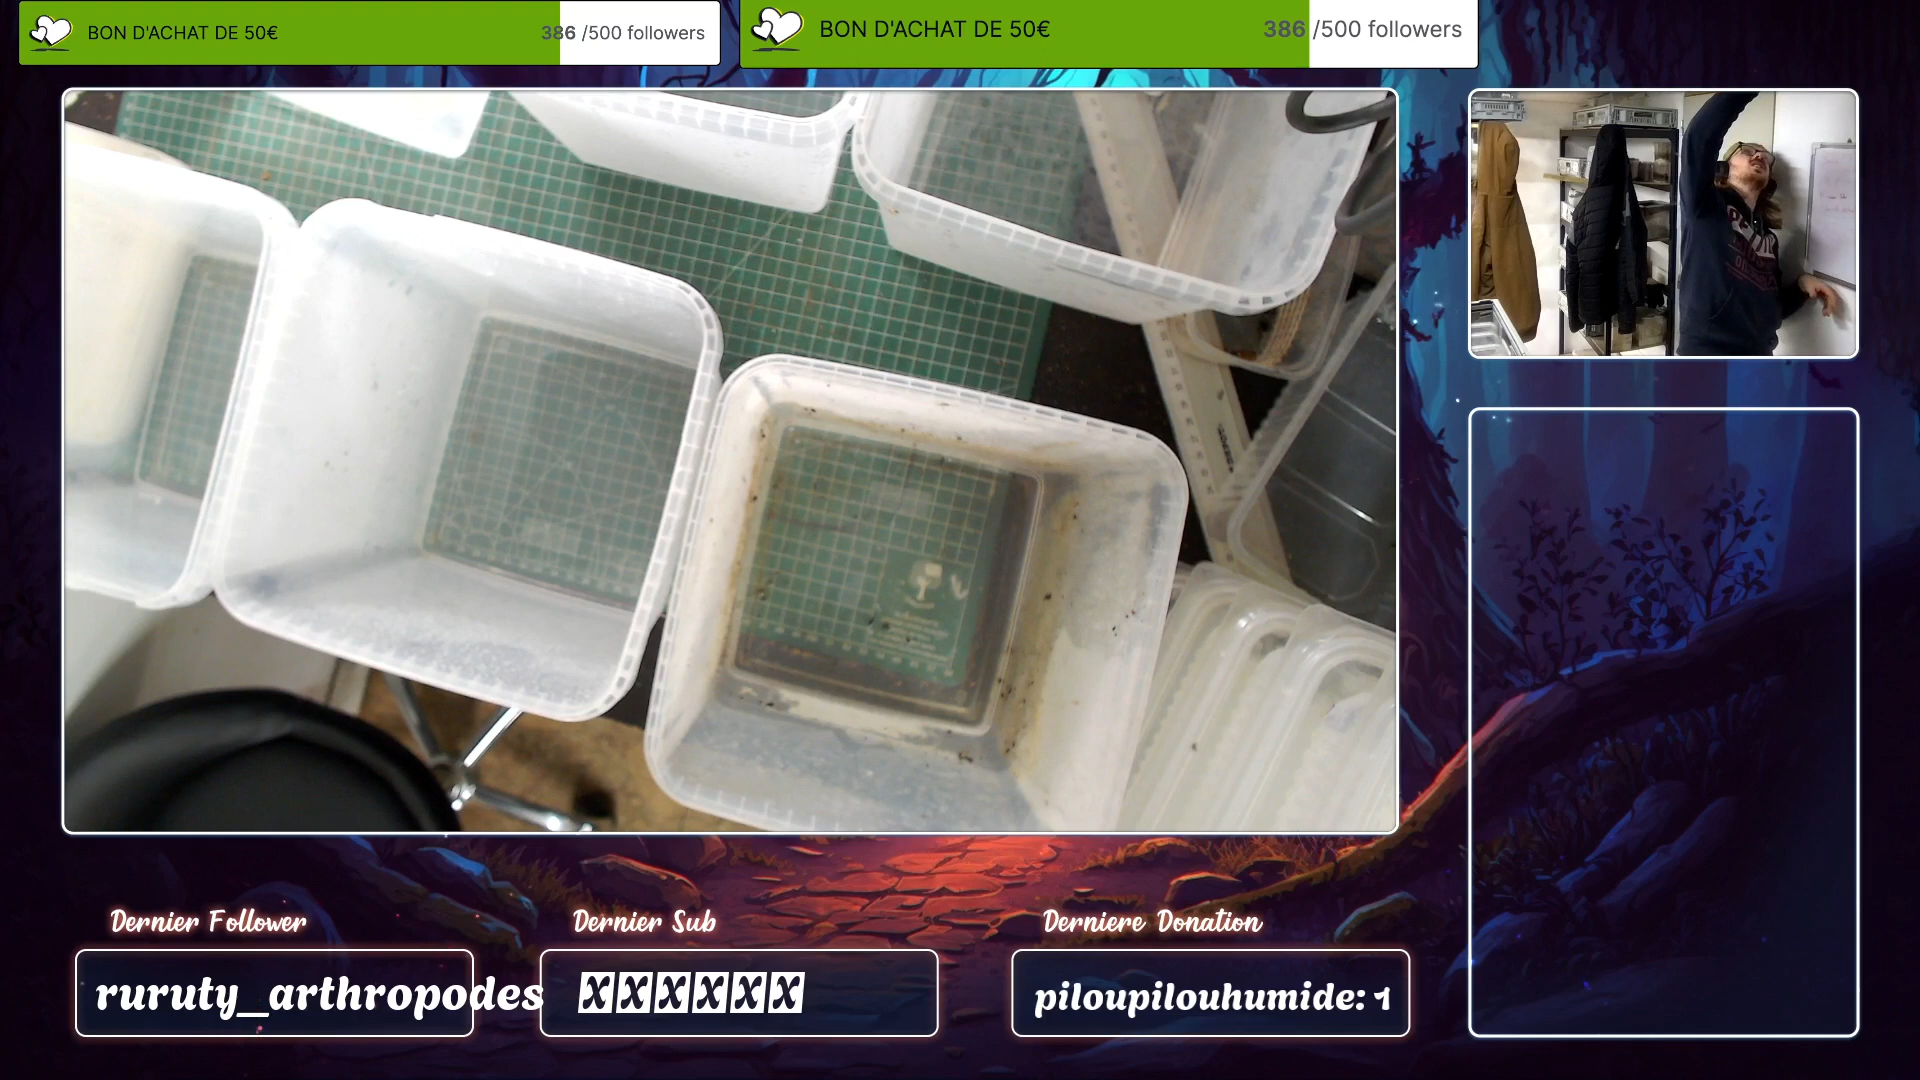 BON D'ACHAT DE 50€
386 /500 followers
BON D'ACHAT DE 50€
386 /500 followers
Dernier Follower
Dernier Sub
Derniere Donation
ruruty_arthropodes
piloupilouhumide: 1